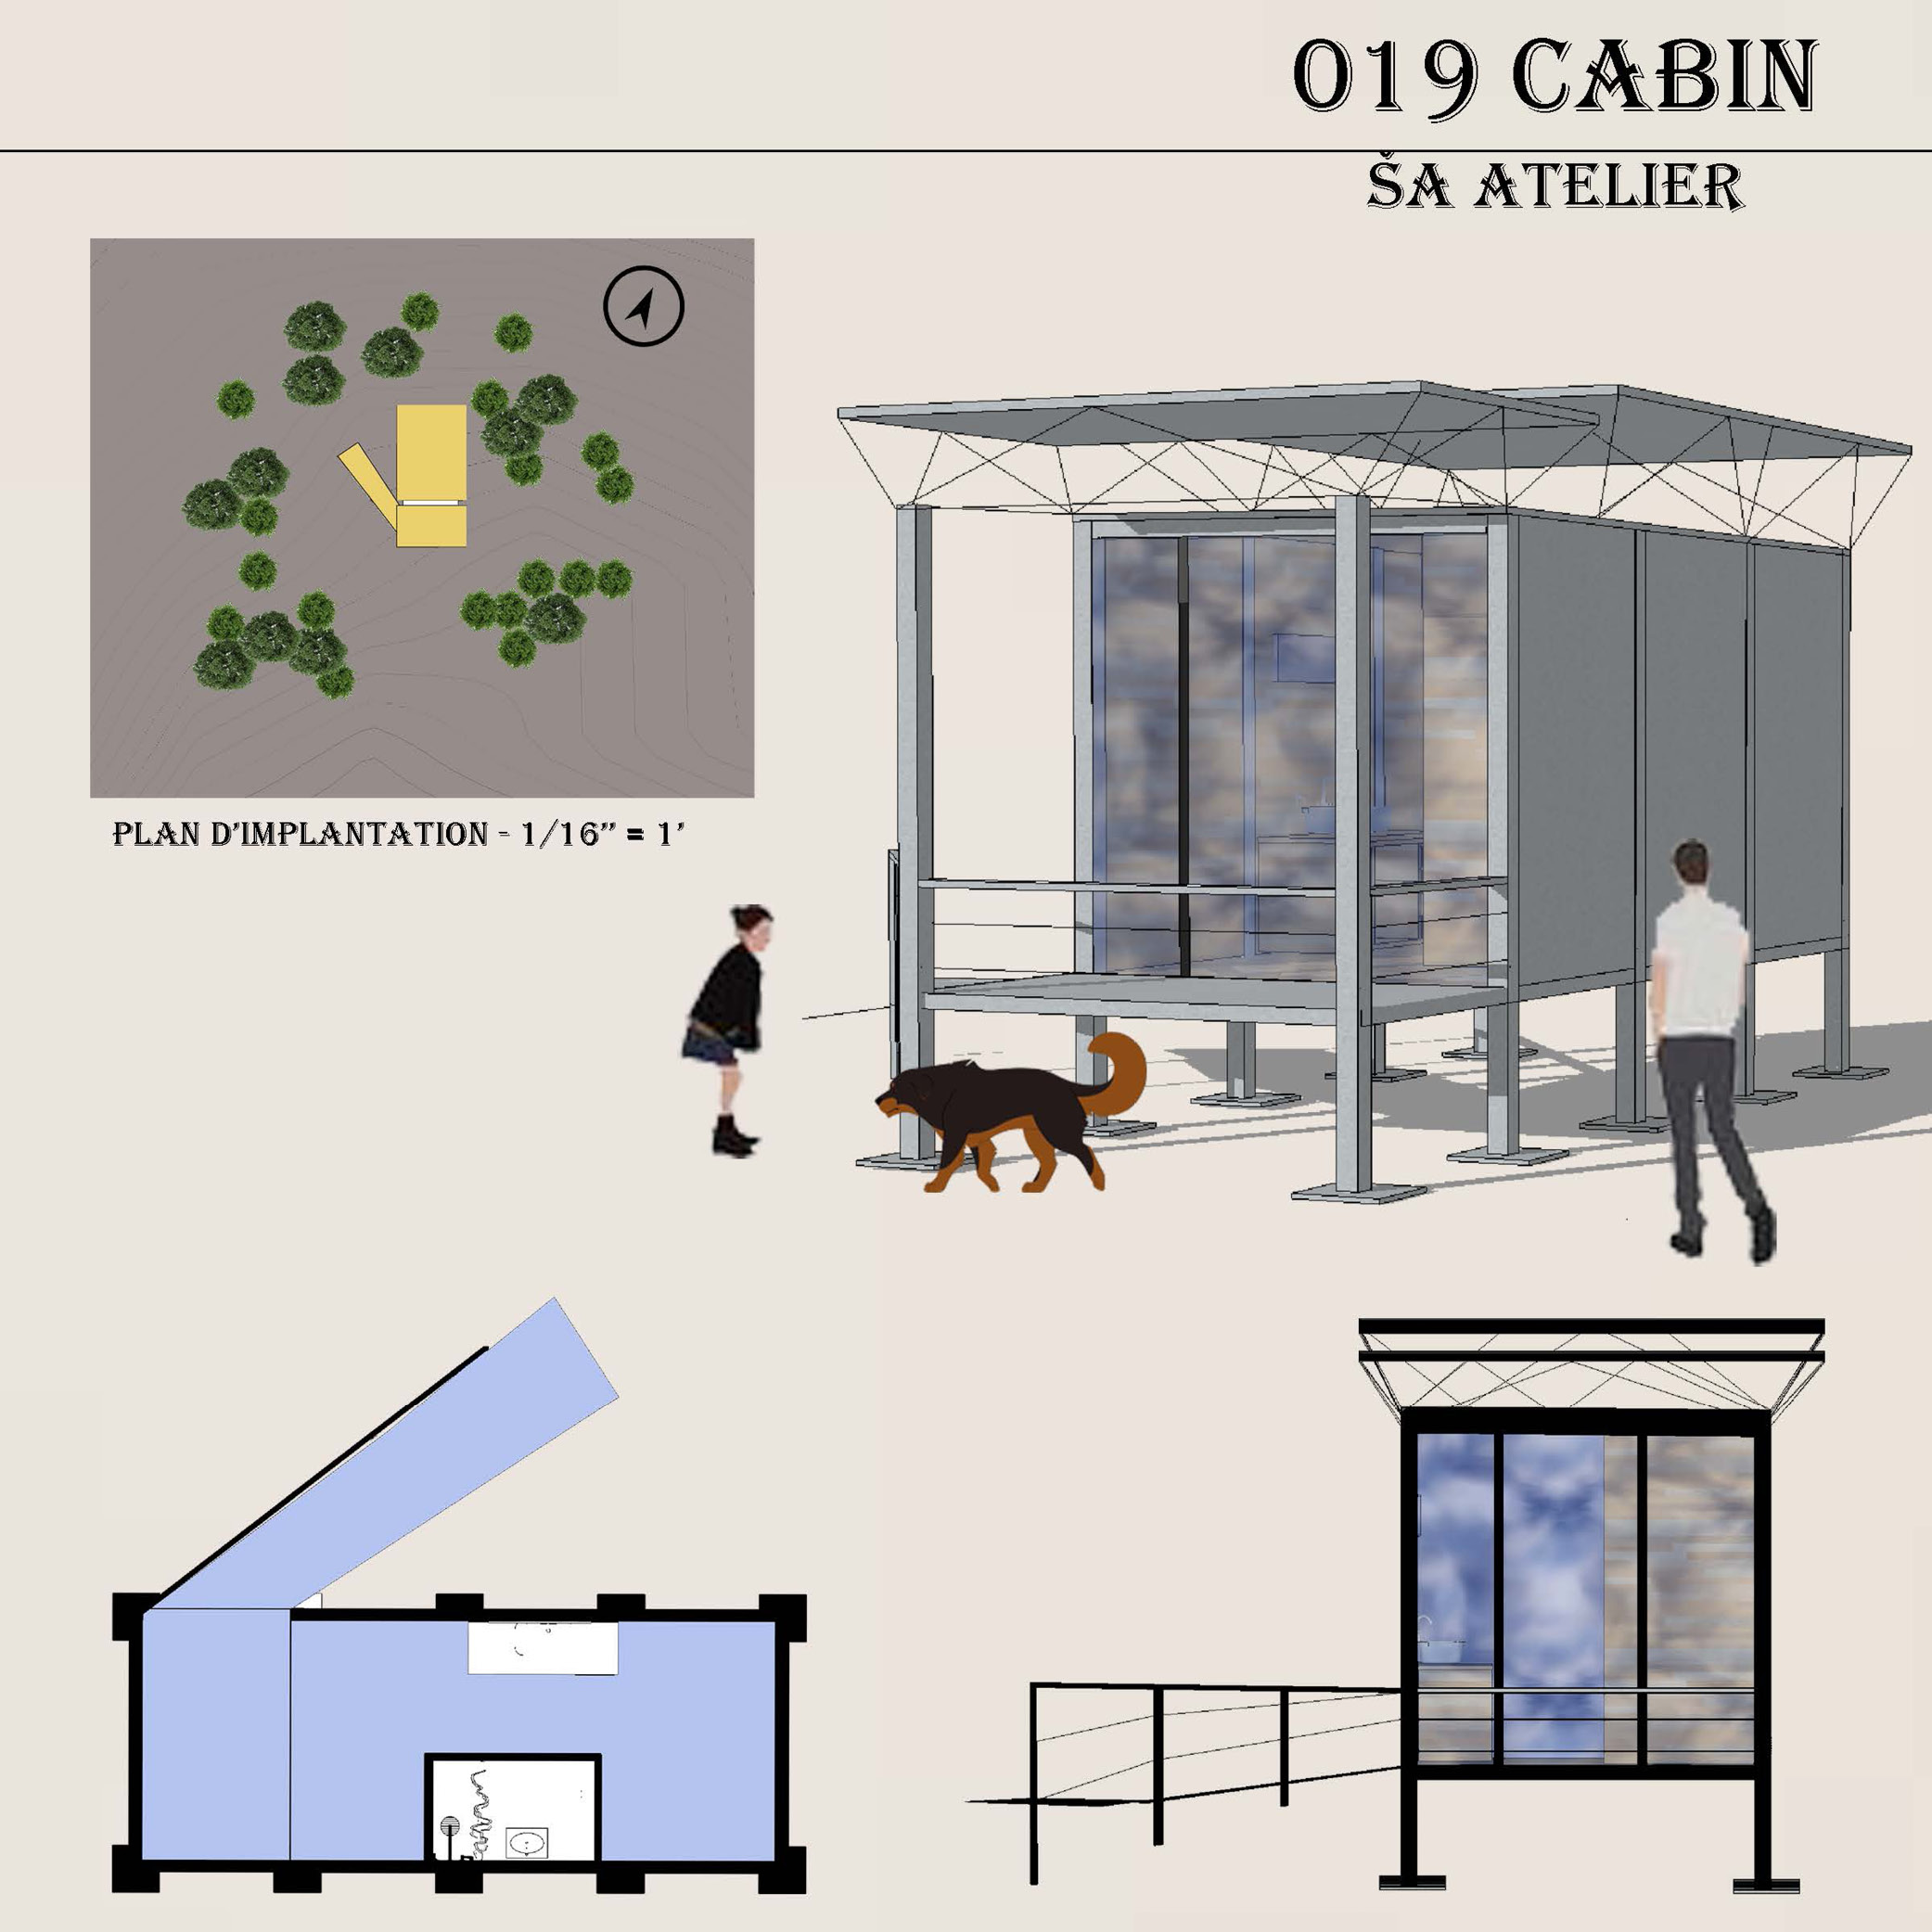 019 CABIN
ŠA ATELIER
PLAN D'IMPLANTATION - 1/16” = 1’